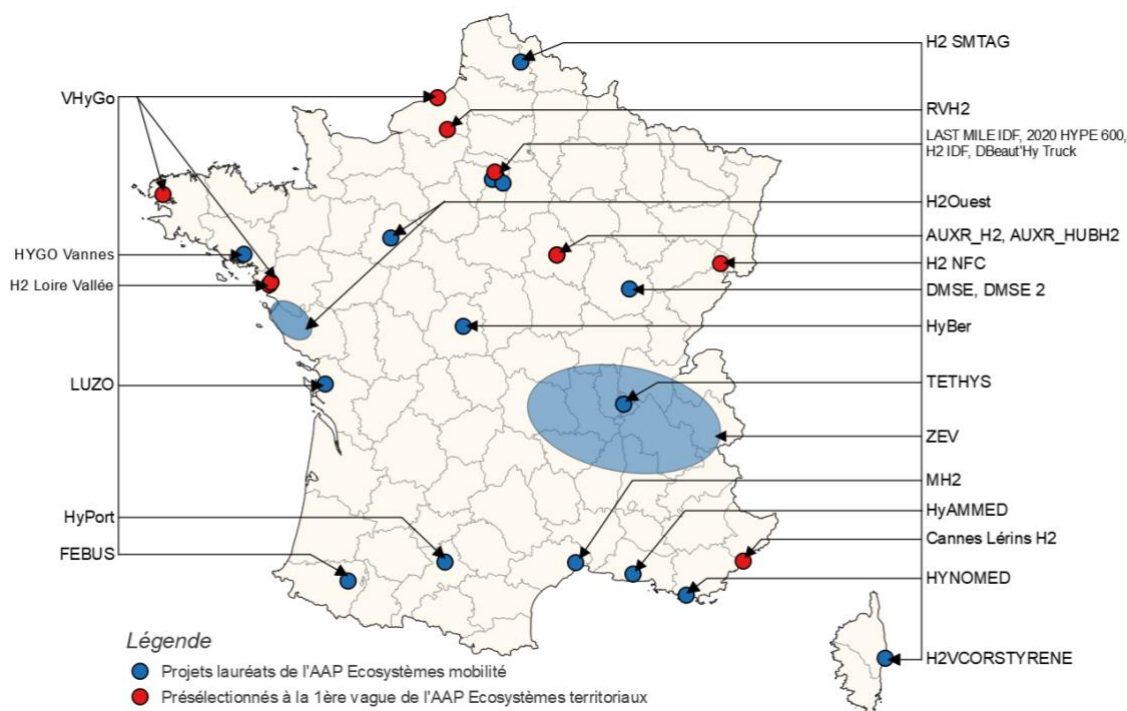 H2 SMTAG
VHyGo
RVH2
LAST MILE IDF, 2020 HYPE 600,
H2 IDF, DBeaut'Hy Truck
H2Ouest
AUXR_H2, AUXR_HUBH2
HYGO Vannes
H2 NFC
H2 Loire Vallée
DMSE, DMSE 2
HyBer
LUZO
TETHYS
ZEV
MH2
HyPort
HyAMMED
Cannes Lérins H2
FEBUS
HYNOMED
Légende
Projets lauréats de l'AAP Ecosystèmes mobilité
H2VCORSTYRENE
Présélectionnés à la 1ère vague de l'AAP Ecosystèmes territoriaux